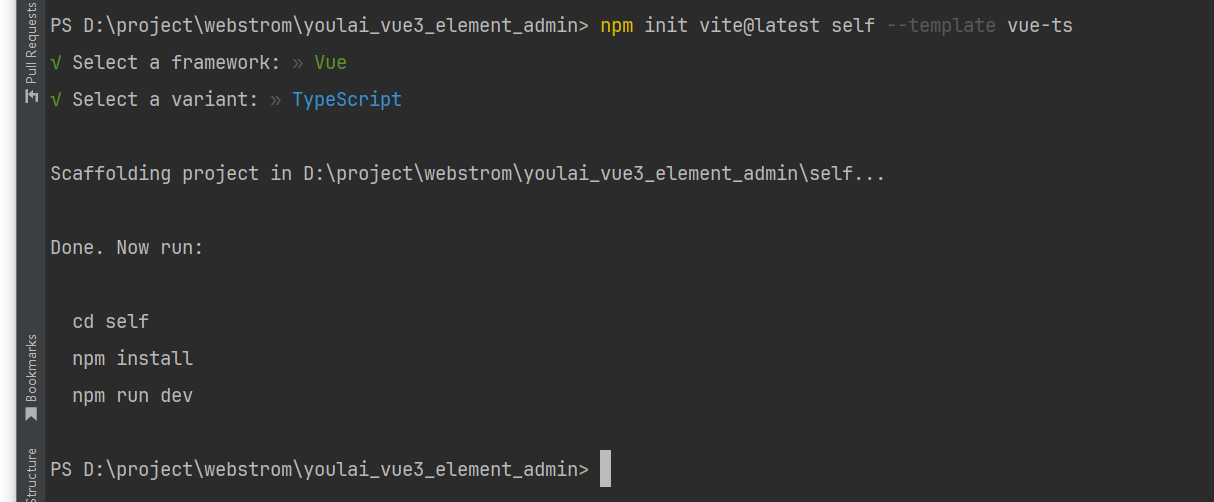 PS D:\project\webstrom\youlai_vue3_element_admin> npm init vite@latest self --template vue-ts
√ Select a framework: » Vue
√ Select a variant: » TypeScript
Scaffolding project in D:\project\webstrom\youlai_vue3_element_admin\self...
Done. Now run:
cd self
npm install
npm run dev
PS D:\project\webstrom\youlai_vue3_element_admin>
Pull Requests
Bookmarks
Structure